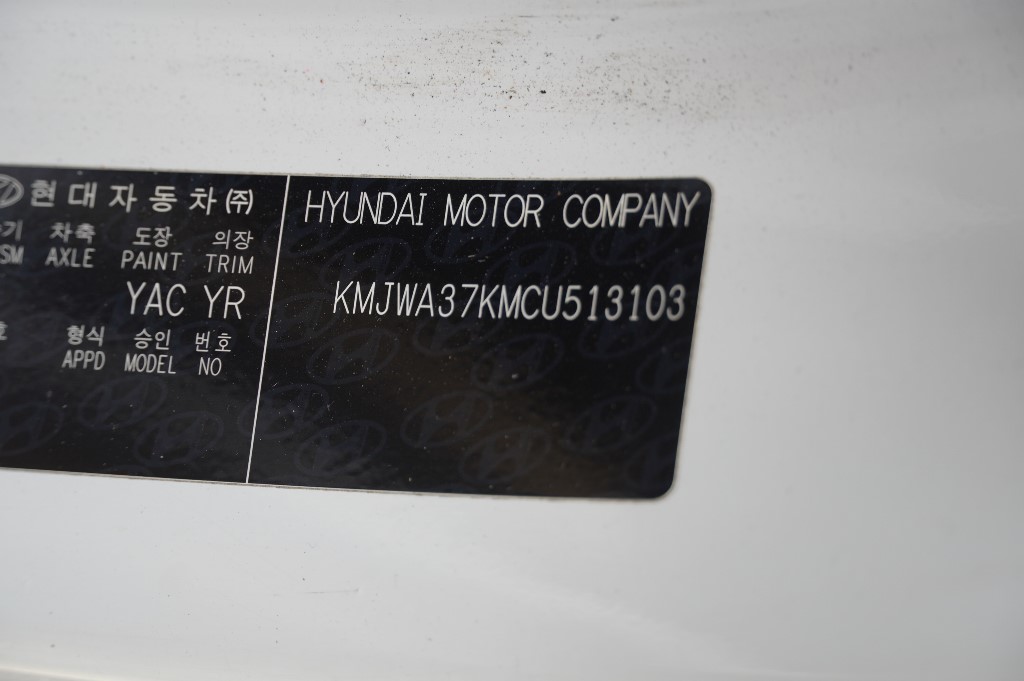 현대자동차(주)
기 차축 도장 의장
SM AXLE PAINT TRIM
YAC YR
형식 승인 번호
APPD MODEL NO
HYUNDAI MOTOR COMPANY
KMJWA37KMCU513103